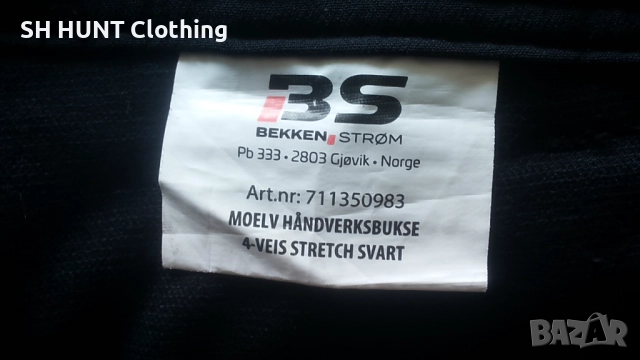 SH HUNT Clothing
BS
BEKKEN STRØM
Pb 333 • 2803 Gjøvik • Norge
Art.nr: 711350983
MOELV HÅNDVERKSBUKSE
4-VEIS STRETCH SVART
BAZAR